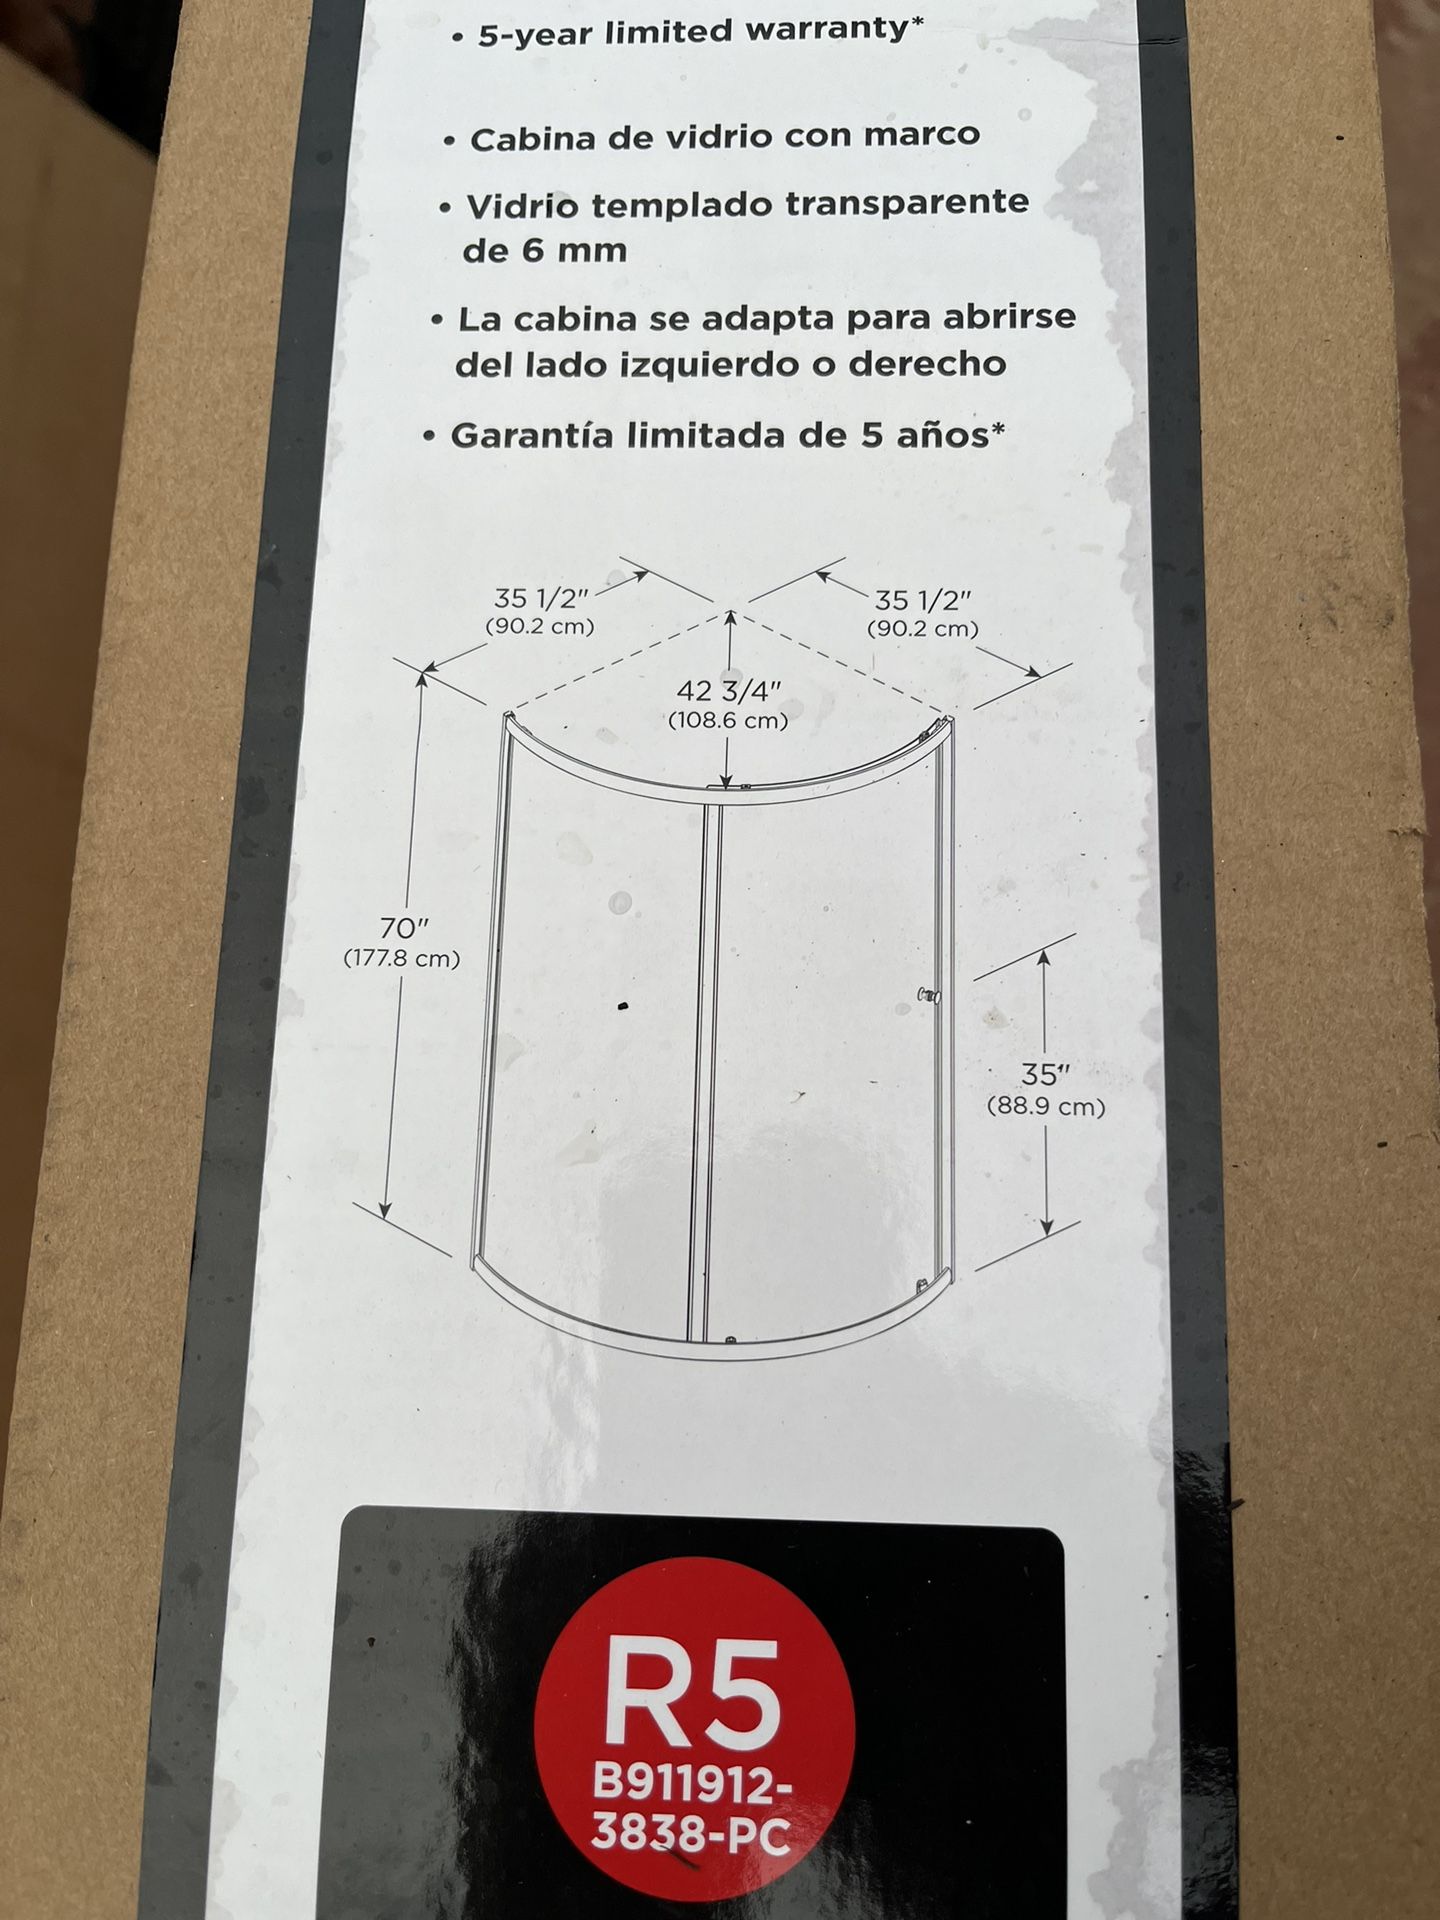 • 5-year limited warranty*
• Cabina de vidrio con marco
• Vidrio templado transparente
de 6 mm
• La cabina se adapta para abrirse
del lado izquierdo o derecho
• Garantía limitada de 5 años*
35 1/2"
(90.2 cm)
35 1/2"
(90.2 cm)
42 3/4"
(108.6 cm)
70"
(177.8 cm)
35"
(88.9 cm)
R5
B911912-
3838-PC